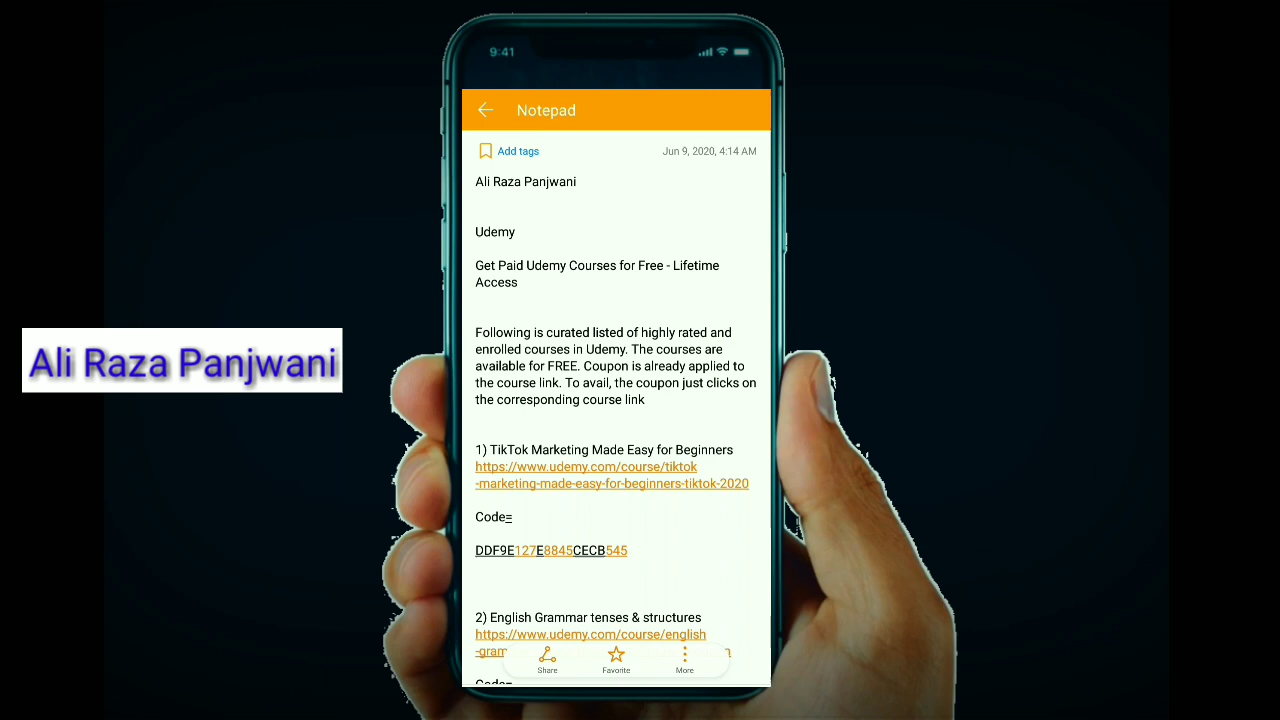 9:41
Notepad
Add tags
Jun 9, 2020, 4:14 AM
Ali Raza Panjwani
Udemy
Get Paid Udemy Courses for Free - Lifetime
Access
Following is curated listed of highly rated and
enrolled courses in Udemy. The courses are
available for FREE. Coupon is already applied to
the course link. To avail, the coupon just clicks on
the corresponding course link
1) TikTok Marketing Made Easy for Beginners
https://www.udemy.com/course/tiktok
-marketing-made-easy-for-beginners-tiktok-2020
Code=
DDF9E127E8845CECB545
2) English Grammar tenses & structures
https://www.udemy.com/course/english
Share
Favorite
More
Code=
Ali Raza Panjwani